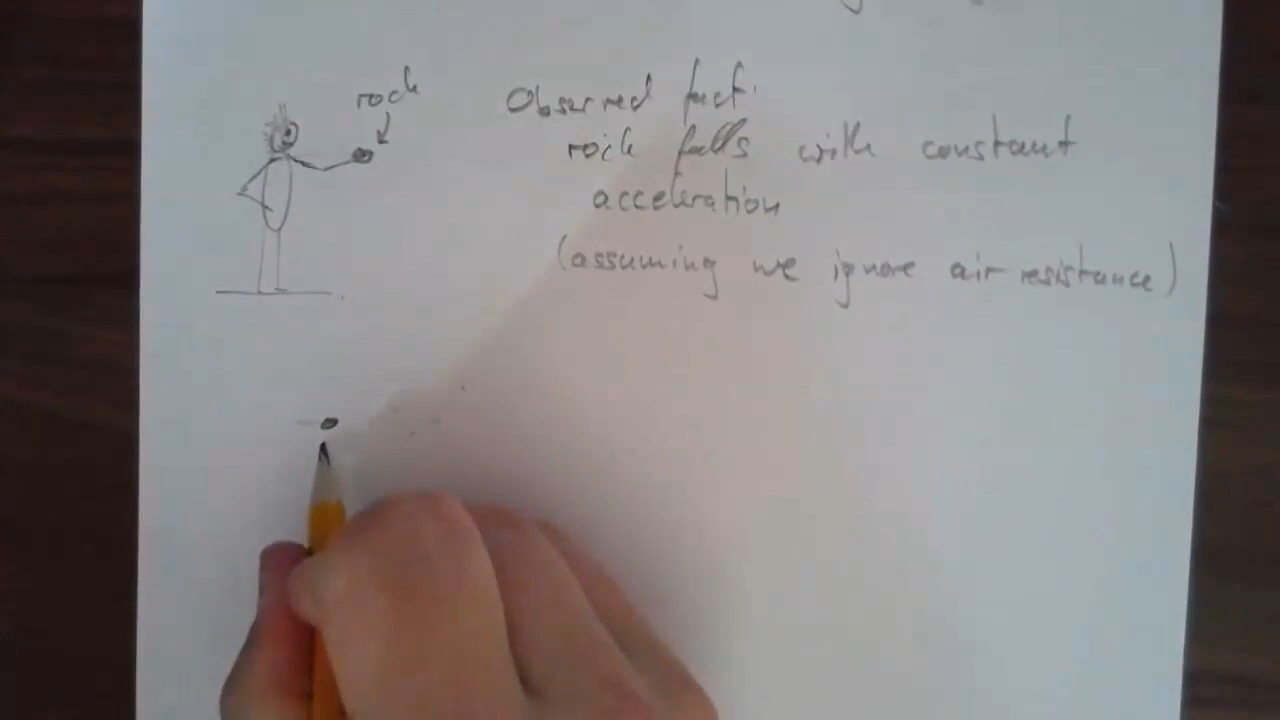 rock
Observed fact:
rock falls with constant
acceleration
(assuming we ignore air resistance)